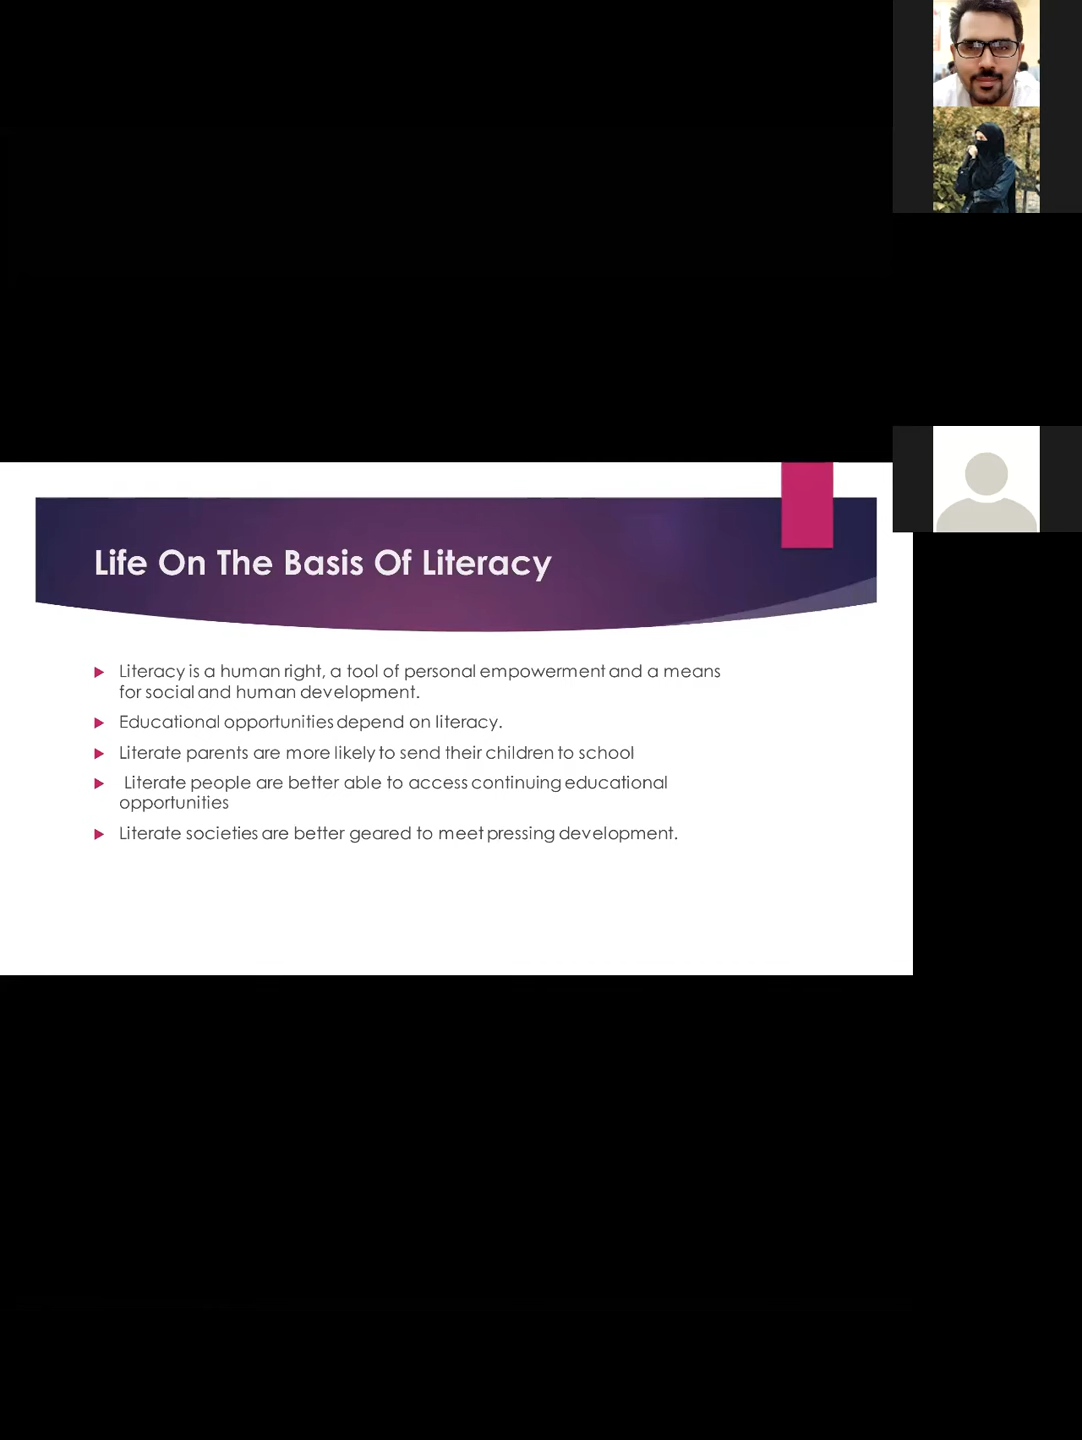 Life On The Basis Of Literacy
Literacy is a human right, a tool of personal empowerment and a means
for social and human development.
Educational opportunities depend on literacy.
Literate parents are more likely to send their children to school
Literate people are better able to access continuing educational
opportunities
Literate societies are better geared to meet pressing development.